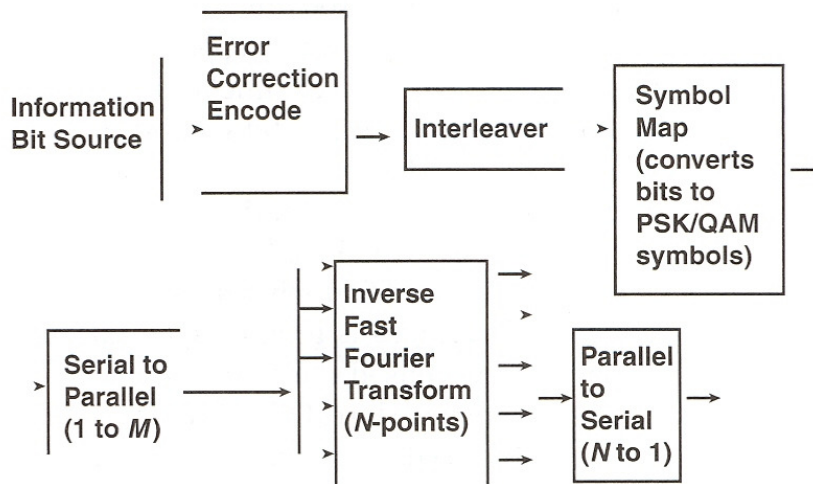 Information
Bit Source
Error
Correction
Encode
Interleaver
Symbol
Map
(converts
bits to
PSK/QAM
symbols)
Serial to
Parallel
(1 to M)
Inverse
Fast
Fourier
Transform
(N-points)
Parallel
to
Serial
(N to 1)